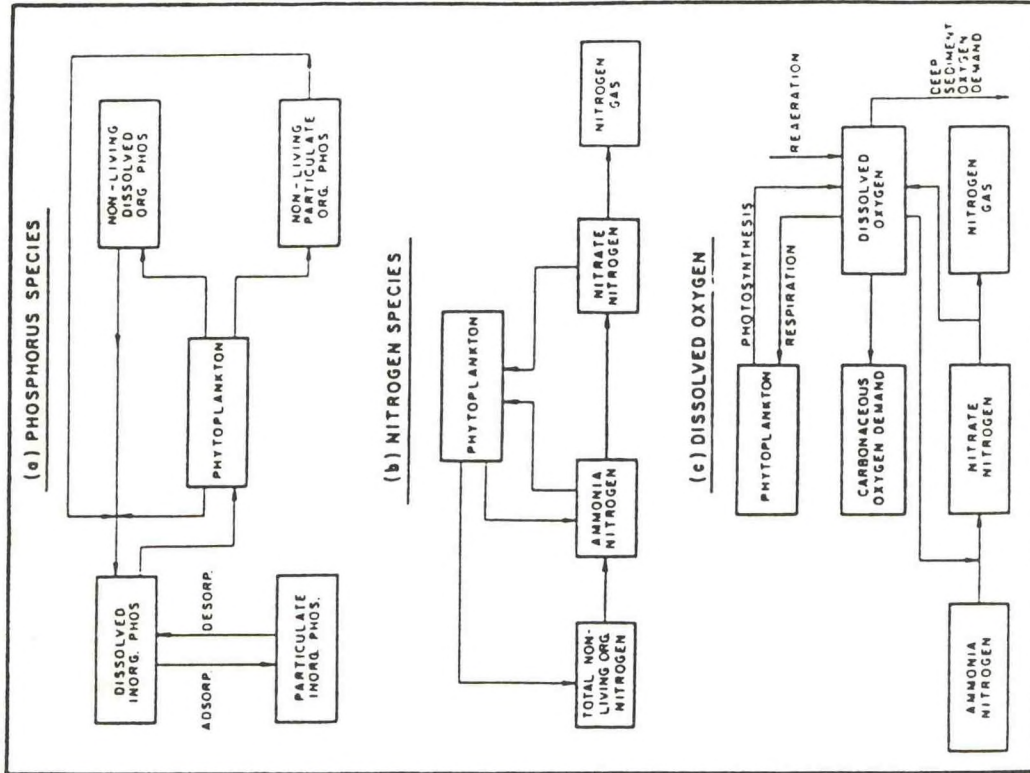 (a) PHOSPHORUS SPECIES
DISSOLVED
INORG. PHOS
ADSORP.
DESORP.
PARTICULATE
INORG. PHOS.
PHYTOPLANKTON
NON-LIVING
DISSOLVED
ORG PHOS
NON-LIVING
PARTICULATE
ORG. PHOS
(b) NITROGEN SPECIES
PHYTOPLANKTON
TOTAL NON-
LIVING ORG.
NITROGEN
AMMONIA
NITROGEN
NITRATE
NITROGEN
NITROGEN
GAS
(c) DISSOLVED OXYGEN
PHYTOPLANKTON
PHOTOSYNTHESIS
RESPIRATION
REAERATION
CARBONACEOUS
OXYGEN DEMAND
DISSOLVED
OXYGEN
SEDIMENT
OXYGEN
DEMAND
AMMONIA
NITROGEN
NITRATE
NITROGEN
NITROGEN
GAS